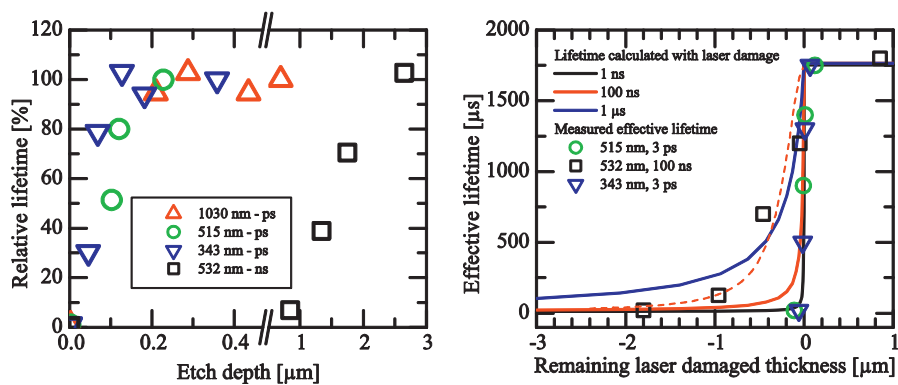 120
100
80
60
40
20
0
Relative lifetime [%]
1030 nm - ps
515 nm - ps
343 nm - ps
532 nm - ns
0.0 0.2 0.4 1 2 3
Etch depth [µm]
2000
1500
1000
500
0
Effective lifetime [µs]
Lifetime calculated with laser damage
1 ns
100 ns
1 µs
Measured effective lifetime
515 nm, 3 ps
532 nm, 100 ns
343 nm, 3 ps
-3 -2 -1 0 1
Remaining laser damaged thickness [µm]